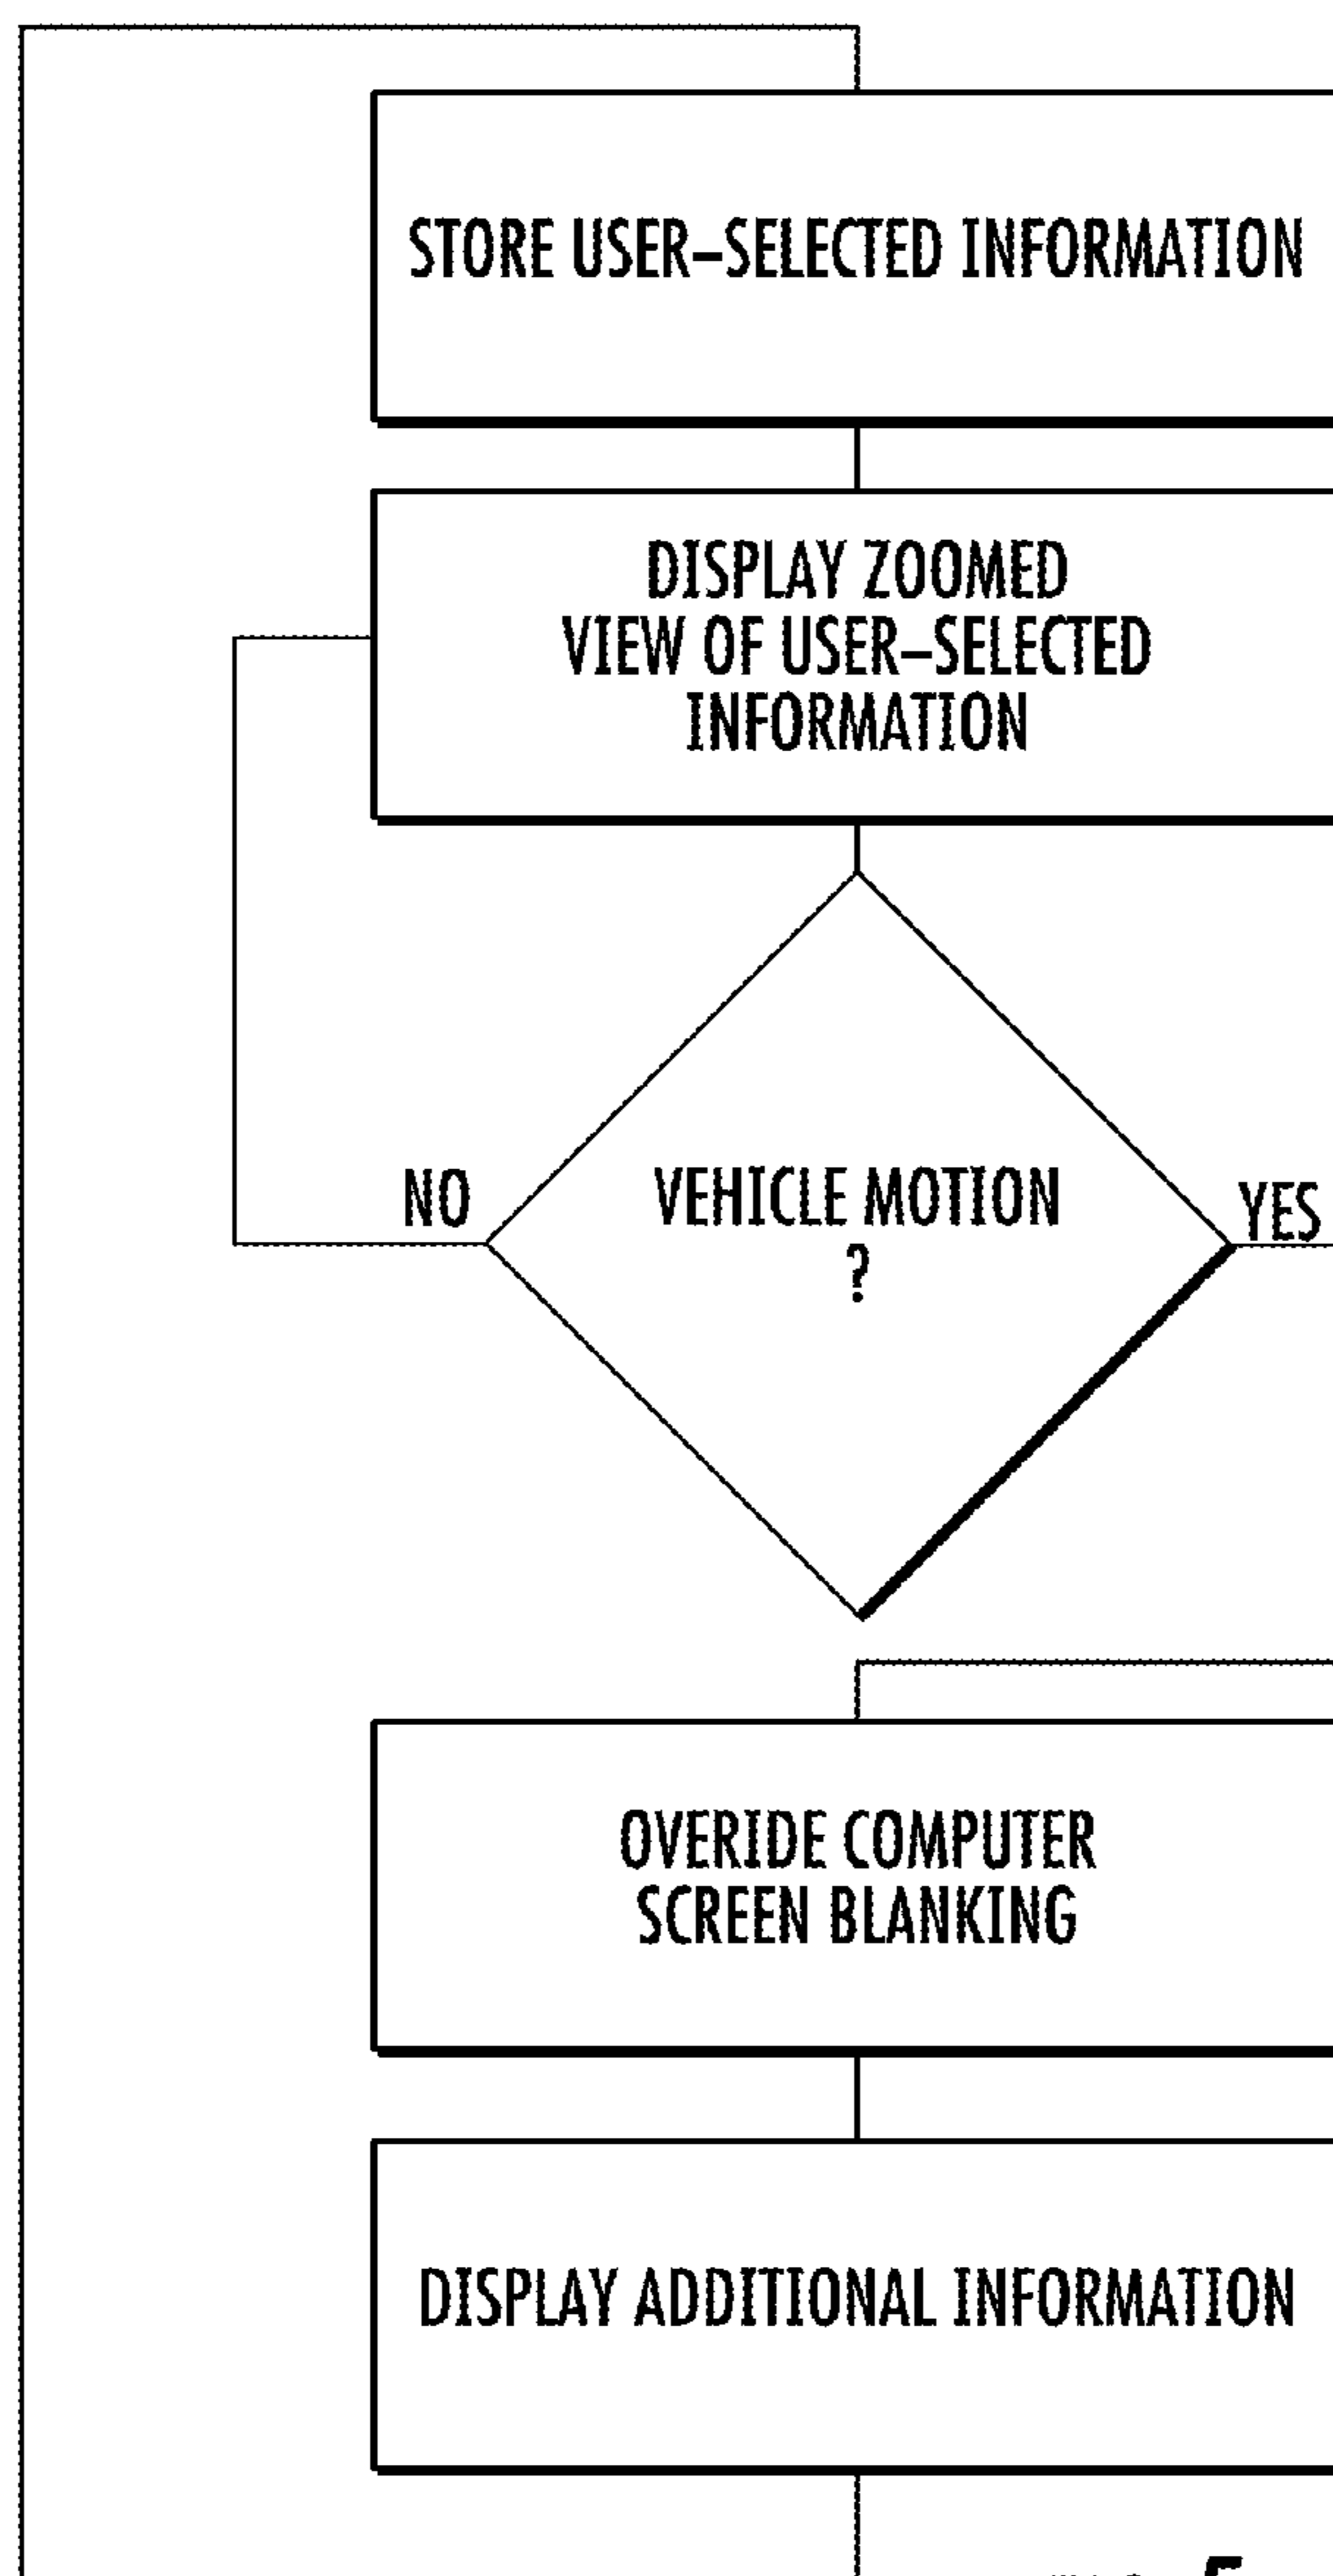 STORE USER–SELECTED INFORMATION
DISPLAY ZOOMED
VIEW OF USER–SELECTED
INFORMATION
NO
VEHICLE MOTION
?
YES
OVERIDE COMPUTER
SCREEN BLANKING
DISPLAY ADDITIONAL INFORMATION